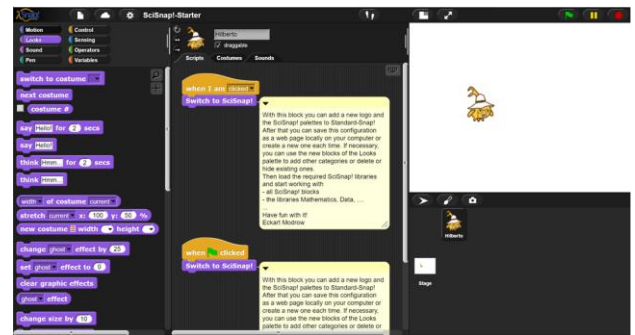 SciSnap!-Starter
Motion
Looks
Sound
Pen
Control
Sensing
Operators
Variables
switch to costume
next costume
costume #
say Hello! for 2 secs
say Hello!
think Hmm... for 2 secs
think Hmm...
width of costume current
stretch current x: 100 y: 50 %
new costume width height
change ghost effect by 25
set ghost effect to 0
clear graphic effects
ghost effect
change size by 10
Hilberto
draggable
Scripts Costumes Sounds
when I am clicked
Switch to SciSnap!
With this block you can add a new logo and
the SciSnap! palettes to Standard-Snap!
After that you can save this configuration
as a web page locally on your computer or
create a new one each time. If necessary,
you can use the new blocks of the Looks
palette to add other categories or delete or
hide existing ones.
Then load the required SciSnap! libraries
and start working with
- all SciSnap! blocks
- the libraries Mathematics, Data, ...
...
Have fun with it!
Eckart Modrow
when clicked
Switch to SciSnap!
With this block you can add a new logo and
the SciSnap! palettes to Standard-Snap!
After that you can save this configuration
as a web page locally on your computer or
create a new one each time. If necessary,
you can use the new blocks of the Looks
palette to add other categories or delete or
Hilberto
Stage